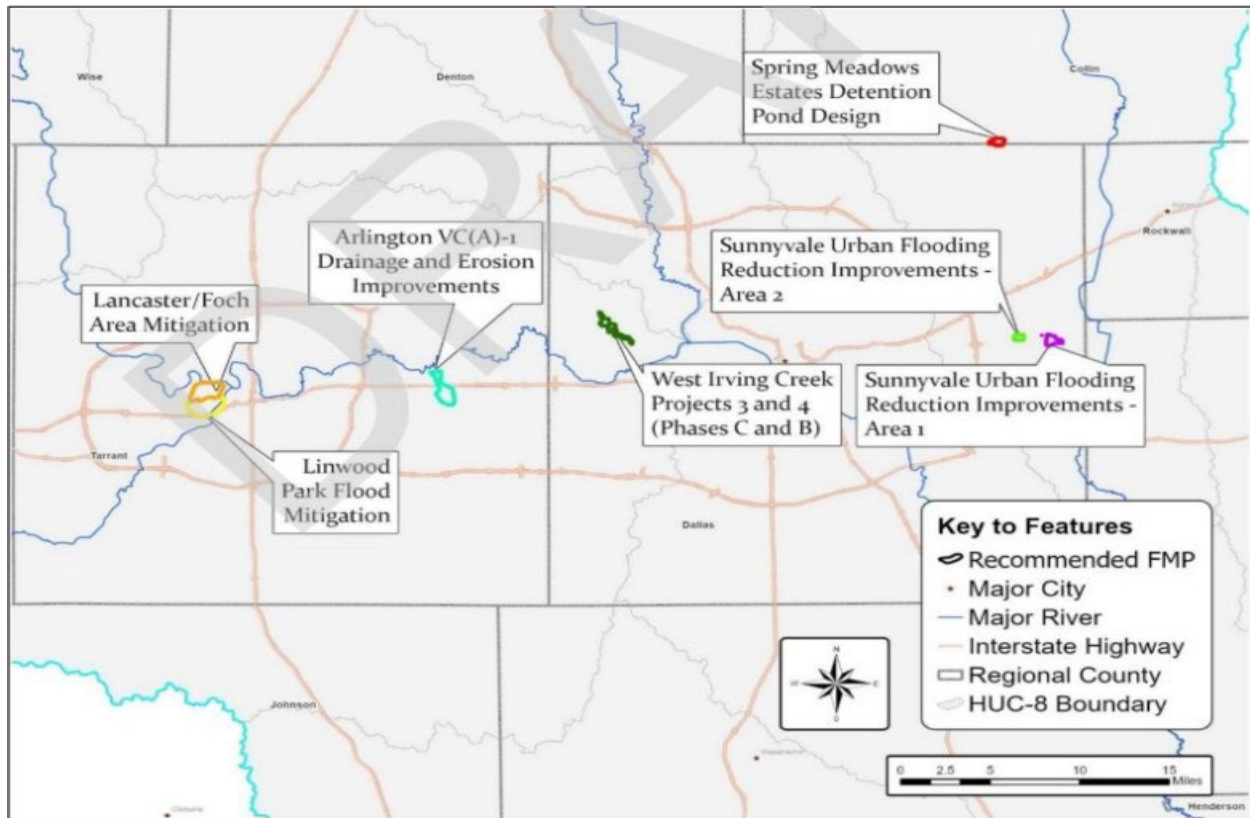 DRA
Wise
Denton
Collin
Spring Meadows
Estates Detention
Pond Design
Rockwall
Arlington VC(A)-1
Drainage and Erosion
Improvements
Sunnyvale Urban Flooding
Reduction Improvements -
Area 2
Lancaster/Foch
Area Mitigation
West Irving Creek
Projects 3 and 4
(Phases C and B)
Sunnyvale Urban Flooding
Reduction Improvements -
Area 1
Tarrant
Linwood
Park Flood
Mitigation
Dallas
Key to Features
Recommended FMP
Major City
Major River
Interstate Highway
Regional County
HUC-8 Boundary
N
W E
S
Johnson
0 2.5 5 10 15
Miles
Henderson